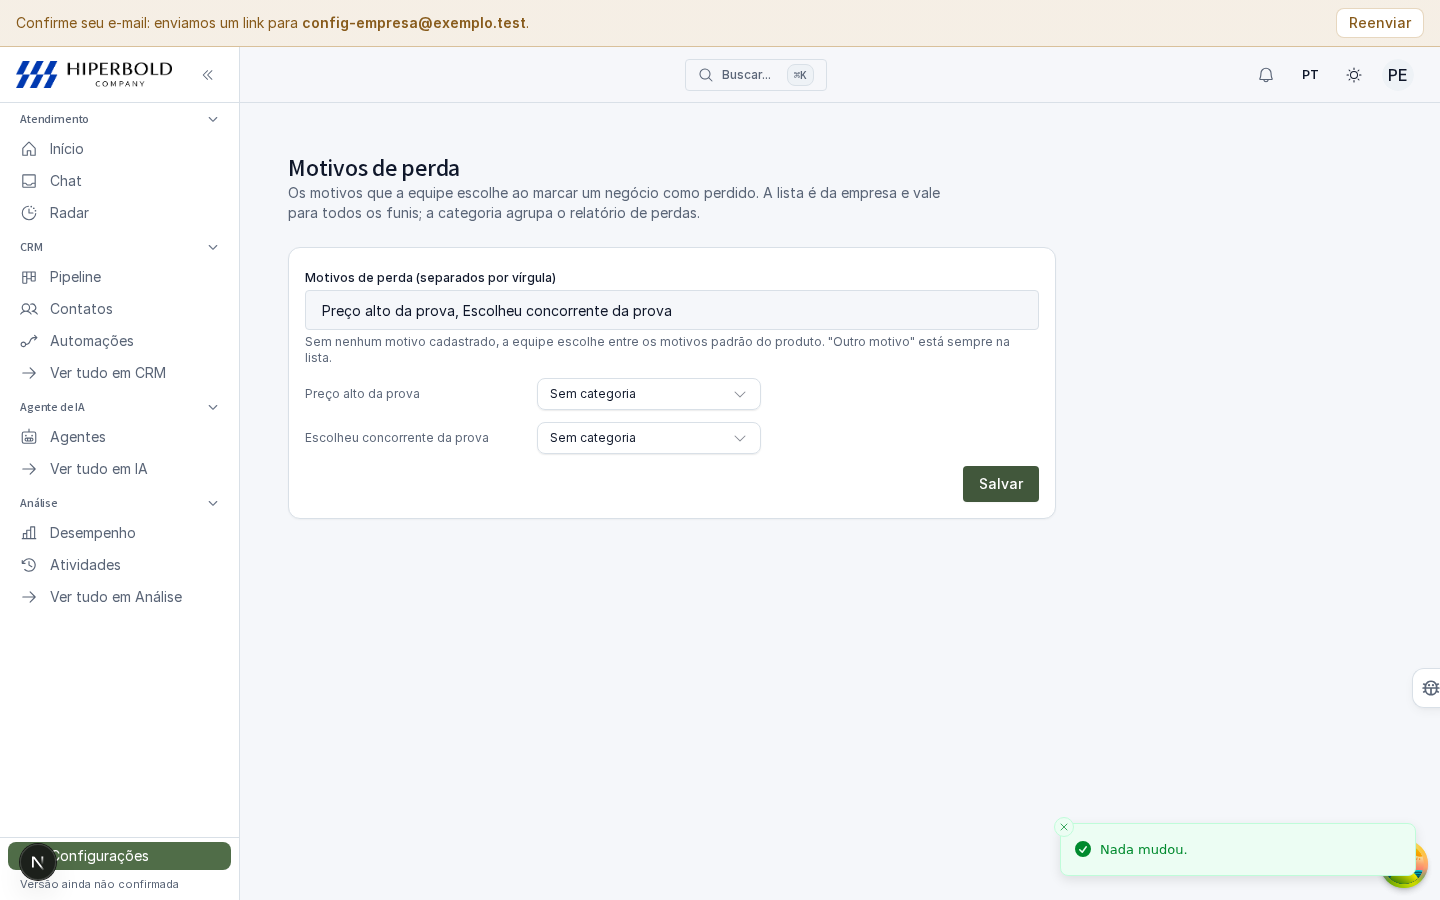 Confirme seu e-mail: enviamos um link para config-empresa@exemplo.test.
Reenviar
HIPERBOLD
COMPANY
Buscar...
⌘K
PT
PE
Atendimento
Início
Chat
Radar
CRM
Pipeline
Contatos
Automações
Ver tudo em CRM
Agente de IA
Agentes
Ver tudo em IA
Análise
Desempenho
Atividades
Ver tudo em Análise
Configurações
Versão ainda não confirmada
Motivos de perda
Os motivos que a equipe escolhe ao marcar um negócio como perdido. A lista é da empresa e vale
para todos os funis; a categoria agrupa o relatório de perdas.
Motivos de perda (separados por vírgula)
Preço alto da prova, Escolheu concorrente da prova
Sem nenhum motivo cadastrado, a equipe escolhe entre os motivos padrão do produto. "Outro motivo" está sempre na
lista.
Preço alto da prova
Sem categoria
Escolheu concorrente da prova
Sem categoria
Salvar
Nada mudou.